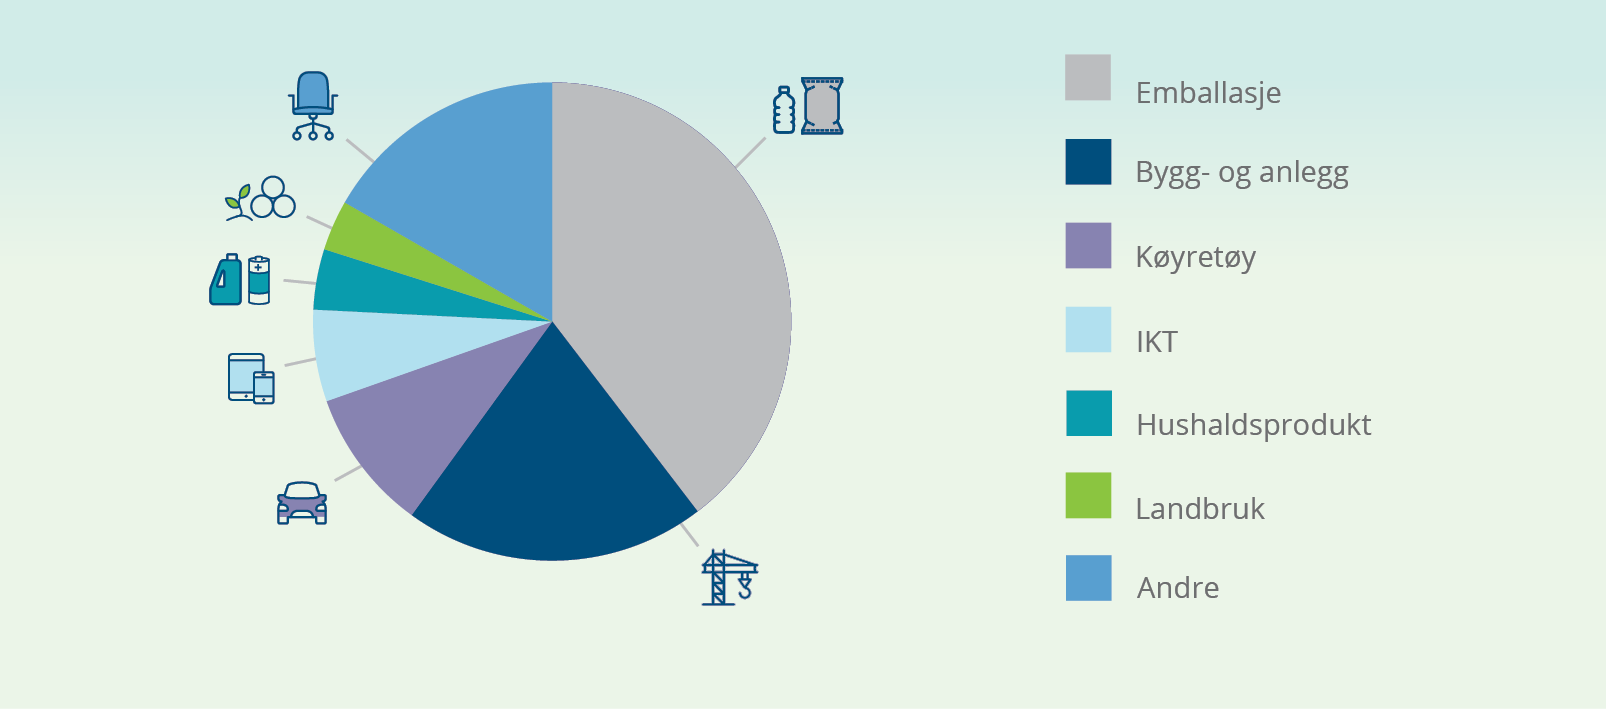 Emballasje
Bygg- og anlegg
Køyretøy
IKT
Hushaldsprodukt
Landbruk
Andre